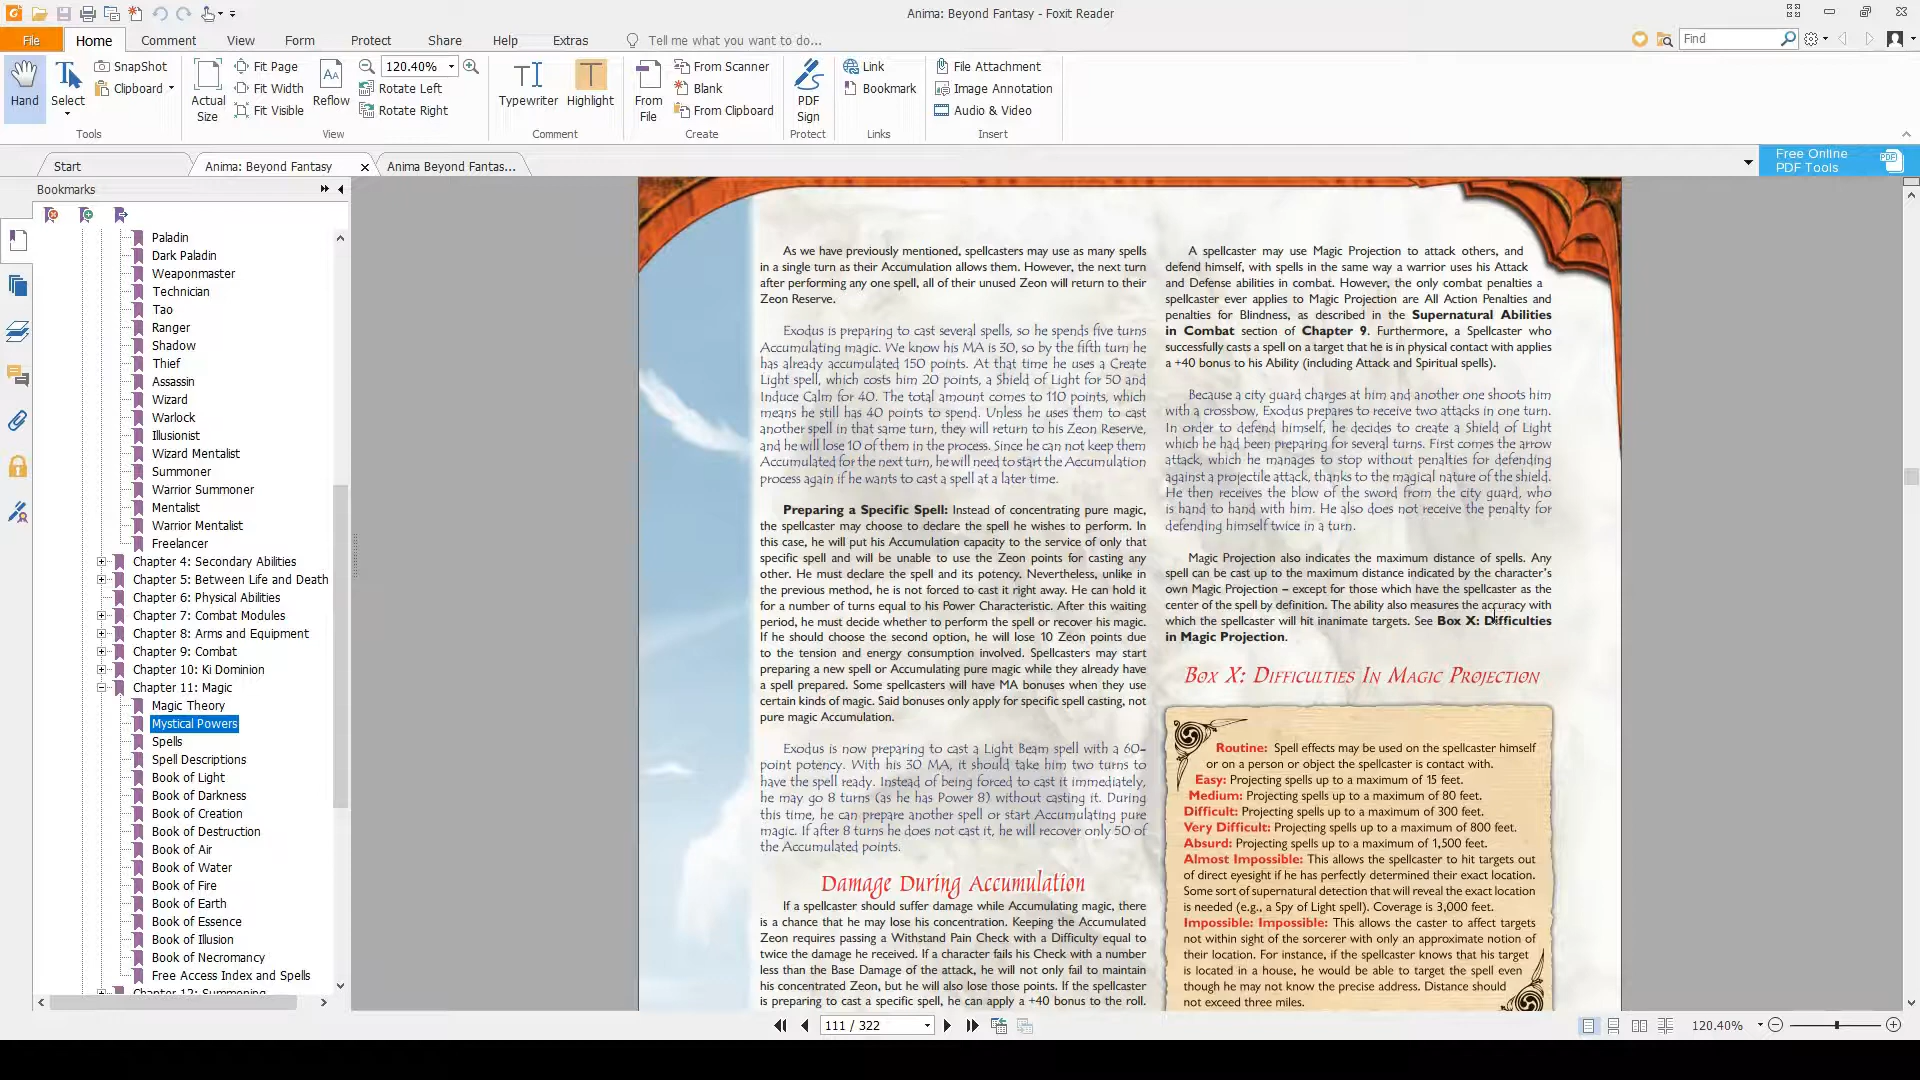 Anima: Beyond Fantasy - Foxit Reader
File
Home
Comment
View
Form
Protect
Share
Help
Extras
Tell me what you want to do...
Find
Hand
Select
SnapShot
Clipboard
Actual
Size
Fit Page
Fit Width
Fit Visible
Reflow
120.40%
Rotate Left
Rotate Right
Typewriter
Highlight
From
File
From Scanner
Blank
From Clipboard
PDF
Sign
Link
Bookmark
File Attachment
Image Annotation
Audio & Video
Tools
View
Comment
Create
Protect
Links
Insert
Start
Anima: Beyond Fantasy
Anima Beyond Fantas...
Free Online
PDF Tools
Bookmarks
Paladin
Dark Paladin
Weaponmaster
Technician
Tao
Ranger
Shadow
Thief
Assassin
Wizard
Warlock
Illusionist
Wizard Mentalist
Summoner
Warrior Summoner
Mentalist
Warrior Mentalist
Freelancer
Chapter 4: Secondary Abilities
Chapter 5: Between Life and Death
Chapter 6: Physical Abilities
Chapter 7: Combat Modules
Chapter 8: Arms and Equipment
Chapter 9: Combat
Chapter 10: Ki Dominion
Chapter 11: Magic
Magic Theory
Mystical Powers
Spells
Spell Descriptions
Book of Light
Book of Darkness
Book of Creation
Book of Destruction
Book of Air
Book of Water
Book of Fire
Book of Earth
Book of Essence
Book of Illusion
Book of Necromancy
Free Access Index and Spells
Chapter 12: Summoning
As we have previously mentioned, spellcasters may use as many spells
in a single turn as their Accumulation allows them. However, the next turn
after performing any one spell, all of their unused Zeon will return to their
Zeon Reserve.
Exodus is preparing to cast several spells, so he spends five turns
Accumulating magic. We know his MA is 30, so by the fifth turn he
has already accumulated 150 points. At that time he uses a Create
Light spell, which costs him 20 points, a Shield of Light for 50 and
Induce Calm for 40. The total amount comes to 110 points, which
means he still has 40 points to spend. Unless he uses them to cast
another spell in that same turn, they will return to his Zeon Reserve,
and he will lose 10 of them in the process. Since he can not keep them
Accumulated for the next turn, he will need to start the Accumulation
process again if he wants to cast a spell at a later time.
Preparing a Specific Spell: Instead of concentrating pure magic,
the spellcaster may choose to declare the spell he wishes to perform. In
this case, he will put his Accumulation capacity to the service of only that
specific spell and will be unable to use the Zeon points for casting any
other. He must declare the spell and its potency. Nevertheless, unlike in
the previous method, he is not forced to cast it right away. He can hold it
for a number of turns equal to his Power Characteristic. After this waiting
period, he must decide whether to perform the spell or recover his magic.
If he should choose the second option, he will lose 10 Zeon points due
to the tension and energy consumption involved. Spellcasters may start
preparing a new spell or Accumulating pure magic while they already have
a spell prepared. Some spellcasters will have MA bonuses when they use
certain kinds of magic. Said bonuses only apply for specific spell casting, not
pure magic Accumulation.
Exodus is now preparing to cast a Light Beam spell with a 60-
point potency. With his 30 MA, it should take him two turns to
have the spell ready. Instead of being forced to cast it immediately,
he may go 8 turns (as he has Power 8) without casting it. During
this time, he can prepare another spell or start Accumulating pure
magic. If after 8 turns he does not cast it, he will recover only 50 of
the Accumulated points.
Damage During Accumulation
If a spellcaster should suffer damage while Accumulating magic, there
is a chance that he may lose his concentration. Keeping the Accumulated
Zeon requires passing a Withstand Pain Check with a Difficulty equal to
twice the damage he received. If a character fails his Check with a number
less than the Base Damage of the attack, he will not only fail to maintain
his concentrated Zeon, but he will also lose those points. If the spellcaster
is preparing to cast a specific spell, he can apply a +40 bonus to the roll.
A spellcaster may use Magic Projection to attack others, and
defend himself, with spells in the same way a warrior uses his Attack
and Defense abilities in combat. However, the only combat penalties a
spellcaster ever applies to Magic Projection are All Action Penalties and
penalties for Blindness, as described in the Supernatural Abilities
in Combat section of Chapter 9. Furthermore, a Spellcaster who
successfully casts a spell on a target that he is in physical contact with applies
a +40 bonus to his Ability (including Attack and Spiritual spells).
Because a city guard charges at him and another one shoots him
with a crossbow, Exodus prepares to receive two attacks in one turn.
In order to defend himself, he decides to create a Shield of Light
which he had been preparing for several turns. First comes the arrow
attack, which he manages to stop without penalties for defending
against a projectile attack, thanks to the magical nature of the shield.
He then receives the blow of the sword from the city guard, who
is hand to hand with him. He also does not receive the penalty for
defending himself twice in a turn.
Magic Projection also indicates the maximum distance of spells. Any
spell can be cast up to the maximum distance indicated by the character's
own Magic Projection – except for those which have the spellcaster as the
center of the spell by definition. The ability also measures the accuracy with
which the spellcaster will hit inanimate targets. See Box X: Difficulties
in Magic Projection.
Box X: Difficulties In Magic Projection
Routine: Spell effects may be used on the spellcaster himself
or on a person or object the spellcaster is contact with.
Easy: Projecting spells up to a maximum of 15 feet.
Medium: Projecting spells up to a maximum of 80 feet.
Difficult: Projecting spells up to a maximum of 300 feet.
Very Difficult: Projecting spells up to a maximum of 800 feet.
Absurd: Projecting spells up to a maximum of 1,500 feet.
Almost Impossible: This allows the spellcaster to hit targets out
of direct eyesight if he has perfectly determined their exact location.
Some sort of supernatural detection that will reveal the exact location
is needed (e.g., a Spy of Light spell). Coverage is 3,000 feet.
Impossible: Impossible: This allows the caster to affect targets
not within sight of the sorcerer with only an approximate notion of
their location. For instance, if the spellcaster knows that his target
is located in a house, he would be able to target the spell even
though he may not know the precise address. Distance should
not exceed three miles.
111 / 322
120.40%